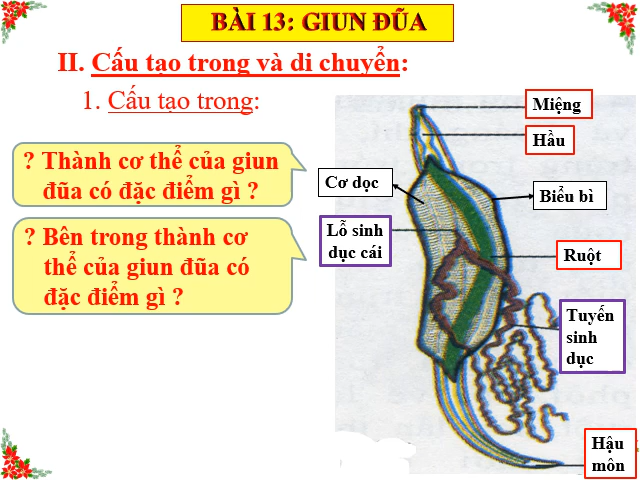 BÀI 13: GIUN ĐŨA
II. Cấu tạo trong và di chuyển:
1. Cấu tạo trong:
? Thành cơ thể của giun
đũa có đặc điểm gì ?
? Bên trong thành cơ
thể của giun đũa có
đặc điểm gì ?
Miệng
Hầu
Cơ dọc
Biểu bì
Lỗ sinh
dục cái
Ruột
Tuyến
sinh
dục
Hậu
môn